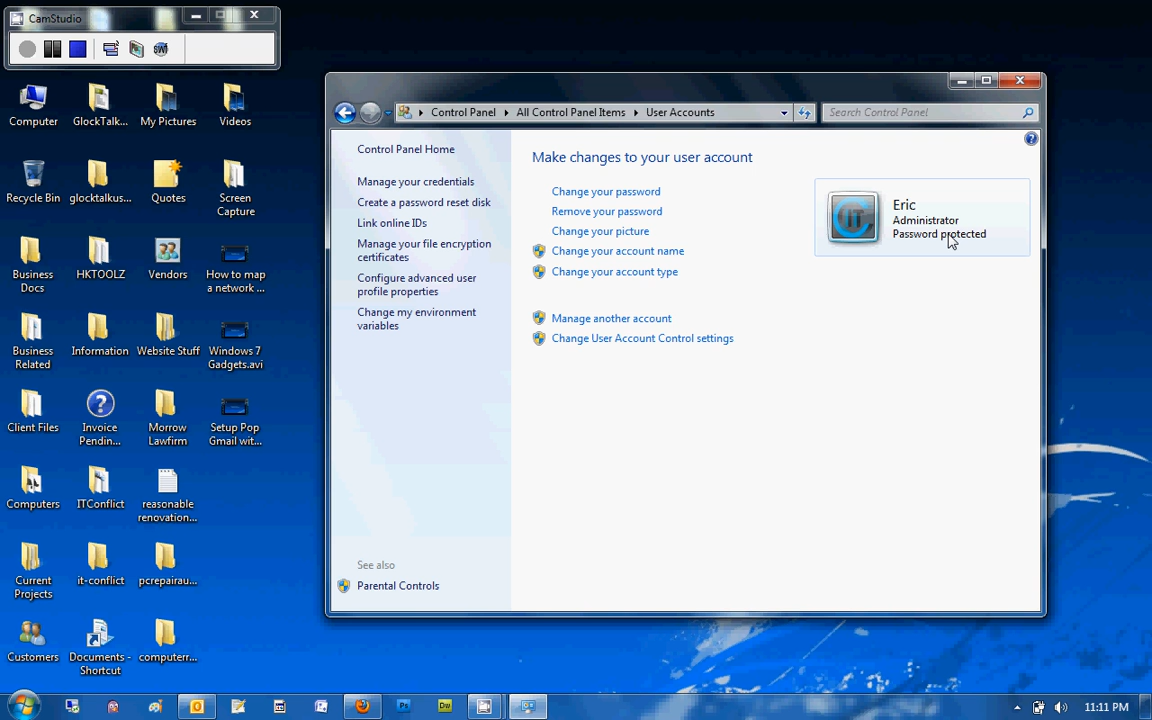 CamStudio
Computer
GlockTalk...
My Pictures
Videos
Recycle Bin
glocktalkus...
Quotes
Screen
Capture
Business
Docs
HKTOOLZ
Vendors
How to map
a network ...
Business
Related
Information
Website Stuff
Windows 7
Gadgets.avi
Client Files
Invoice
Pendin...
Morrow
Lawfirm
Setup Pop
Gmail wit...
Computers
ITConflict
reasonable
renovation...
Current
Projects
it-conflict
pcrepairau...
Customers
Documents -
Shortcut
computerr...
Control Panel
All Control Panel Items
User Accounts
Search Control Panel
Control Panel Home
Manage your credentials
Create a password reset disk
Link online IDs
Manage your file encryption
certificates
Configure advanced user
profile properties
Change my environment
variables
See also
Parental Controls
Make changes to your user account
Change your password
Remove your password
Change your picture
Change your account name
Change your account type
Manage another account
Change User Account Control settings
IT
Eric
Administrator
Password protected
Ps
Dw
11:11 PM